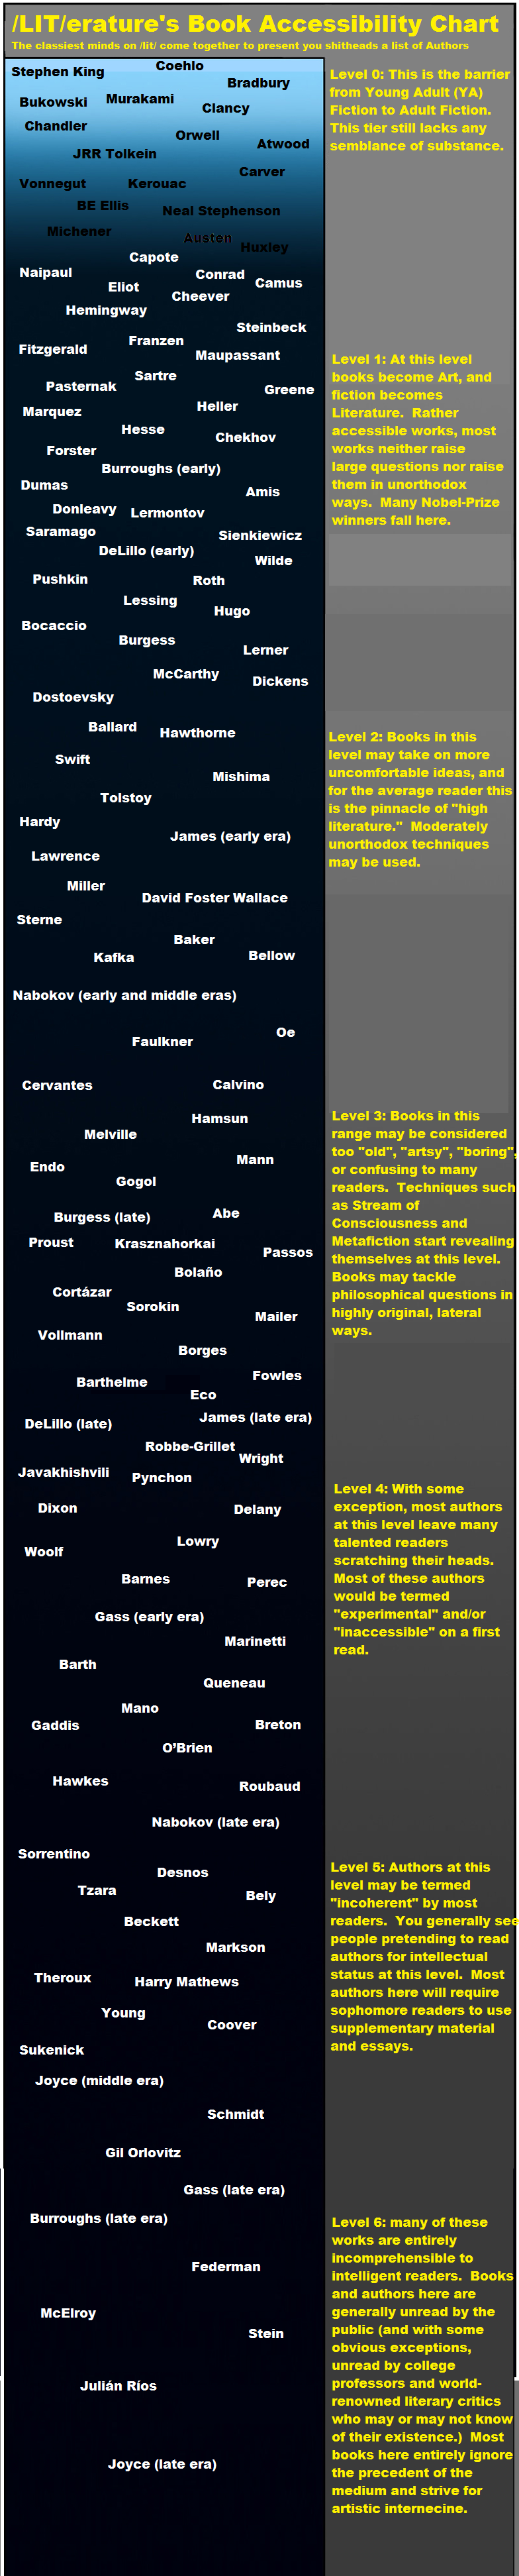 /LIT/erature's Book Accessibility Chart
The classiest minds on /lit/ come together to present you shitheads a list of Authors
Stephen King
Coehlo
Bradbury
Bukowski
Murakami
Clancy
Chandler
Orwell
Atwood
JRR Tolkein
Carver
Vonnegut
Kerouac
BE Ellis
Neal Stephenson
Michener
Austen
Huxley
Level 0: This is the barrier
from Young Adult (YA)
Fiction to Adult Fiction.
This tier still lacks any
semblance of substance.
Capote
Naipaul
Conrad
Camus
Eliot
Cheever
Hemingway
Steinbeck
Franzen
Fitzgerald
Maupassant
Sartre
Pasternak
Greene
Marquez
Heller
Hesse
Chekhov
Forster
Burroughs (early)
Dumas
Amis
Donleavy
Lermontov
Saramago
Sienkiewicz
DeLillo (early)
Wilde
Pushkin
Roth
Lessing
Hugo
Bocaccio
Burgess
Lerner
Level 1: At this level
books become Art, and
fiction becomes
Literature. Rather
accessible works, most
works neither raise
large questions nor raise
them in unorthodox
ways. Many Nobel-Prize
winners fall here.
McCarthy
Dickens
Dostoevsky
Ballard
Hawthorne
Swift
Mishima
Tolstoy
Hardy
James (early era)
Lawrence
Miller
David Foster Wallace
Sterne
Baker
Kafka
Bellow
Nabokov (early and middle eras)
Oe
Faulkner
Level 2: Books in this
level may take on more
uncomfortable ideas, and
for the average reader this
is the pinnacle of "high
literature." Moderately
unorthodox techniques
may be used.
Cervantes
Calvino
Hamsun
Melville
Mann
Endo
Gogol
Abe
Burgess (late)
Proust
Krasznahorkai
Passos
Bolaño
Cortázar
Sorokin
Mailer
Vollmann
Borges
Fowles
Barthelme
Eco
James (late era)
DeLillo (late)
Level 3: Books in this
range may be considered
too "old", "artsy", "boring",
or confusing to many
readers. Techniques such
as Stream of
Consciousness and
Metafiction start revealing
themselves at this level.
Books may tackle
philosophical questions in
highly original, lateral
ways.
Robbe-Grillet
Wright
Javakhishvili
Pynchon
Dixon
Delany
Lowry
Woolf
Barnes
Perec
Gass (early era)
Marinetti
Barth
Queneau
Mano
Gaddis
Breton
O'Brien
Hawkes
Roubaud
Nabokov (late era)
Level 4: With some
exception, most authors
at this level leave many
talented readers
scratching their heads.
Most of these authors
would be termed
"experimental" and/or
"inaccessible" on a first
read.
Sorrentino
Desnos
Tzara
Bely
Beckett
Markson
Theroux
Harry Mathews
Young
Coover
Sukenick
Joyce (middle era)
Schmidt
Gil Orlovitz
Gass (late era)
Level 5: Authors at this
level may be termed
"incoherent" by most
readers. You generally see
people pretending to read
authors for intellectual
status at this level. Most
authors here will require
sophomore readers to use
supplementary material
and essays.
Burroughs (late era)
Federman
McElroy
Stein
Julián Ríos
Joyce (late era)
Level 6: many of these
works are entirely
incomprehensible to
intelligent readers. Books
and authors here are
generally unread by the
public (and with some
obvious exceptions,
unread by college
professors and world-
renowned literary critics
who may or may not know
of their existence.) Most
books here entirely ignore
the precedent of the
medium and strive for
artistic internecine.